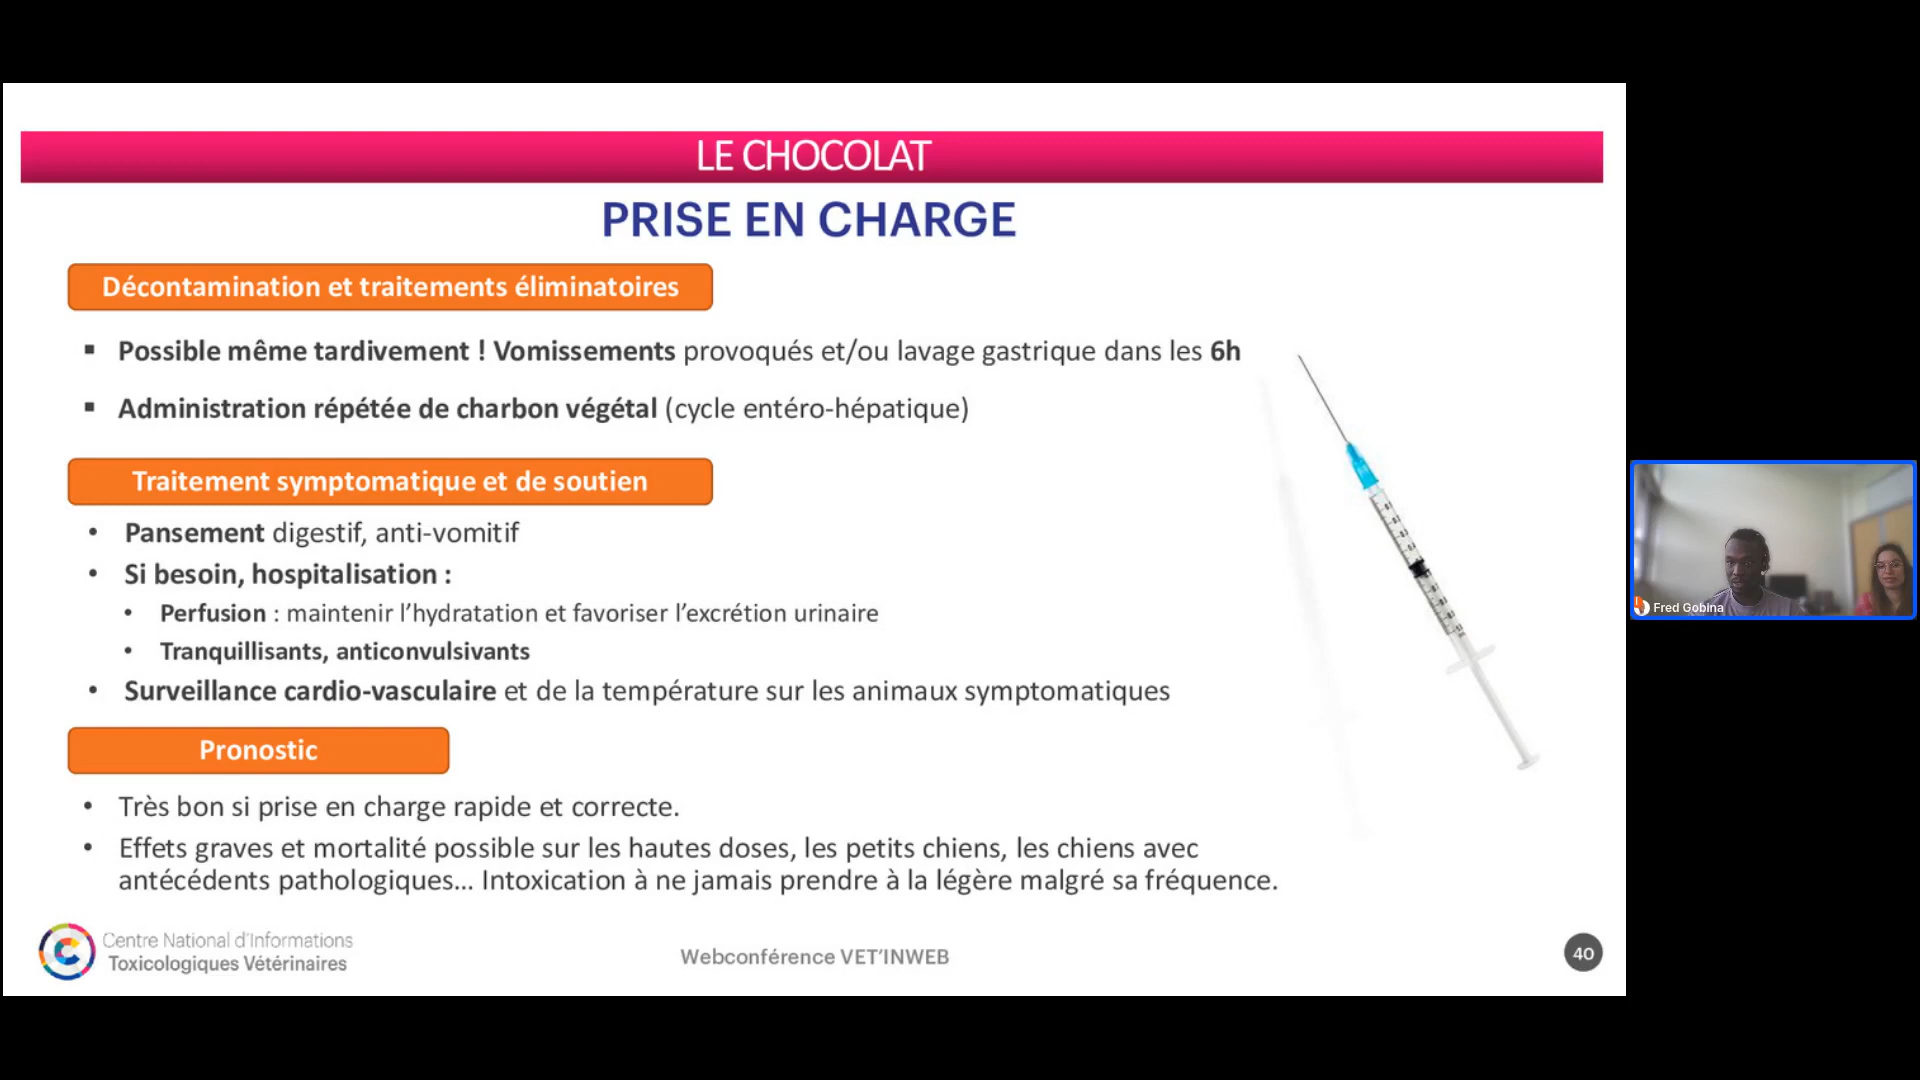 LE CHOCOLAT
PRISE EN CHARGE
Décontamination et traitements éliminatoires
▪ Possible même tardivement ! Vomissements provoqués et/ou lavage gastrique dans les 6h
▪ Administration répétée de charbon végétal (cycle entéro-hépatique)
Traitement symptomatique et de soutien
• Pansement digestif, anti-vomitif
• Si besoin, hospitalisation :
• Perfusion : maintenir l'hydratation et favoriser l'excrétion urinaire
• Tranquillisants, anticonvulsivants
• Surveillance cardio-vasculaire et de la température sur les animaux symptomatiques
Pronostic
• Très bon si prise en charge rapide et correcte.
• Effets graves et mortalité possible sur les hautes doses, les petits chiens, les chiens avec
antécédents pathologiques... Intoxication à ne jamais prendre à la légère malgré sa fréquence.
Centre National d'Informations
Toxicologiques Vétérinaires
Webconférence VET'INWEB
40
Fred Gobina